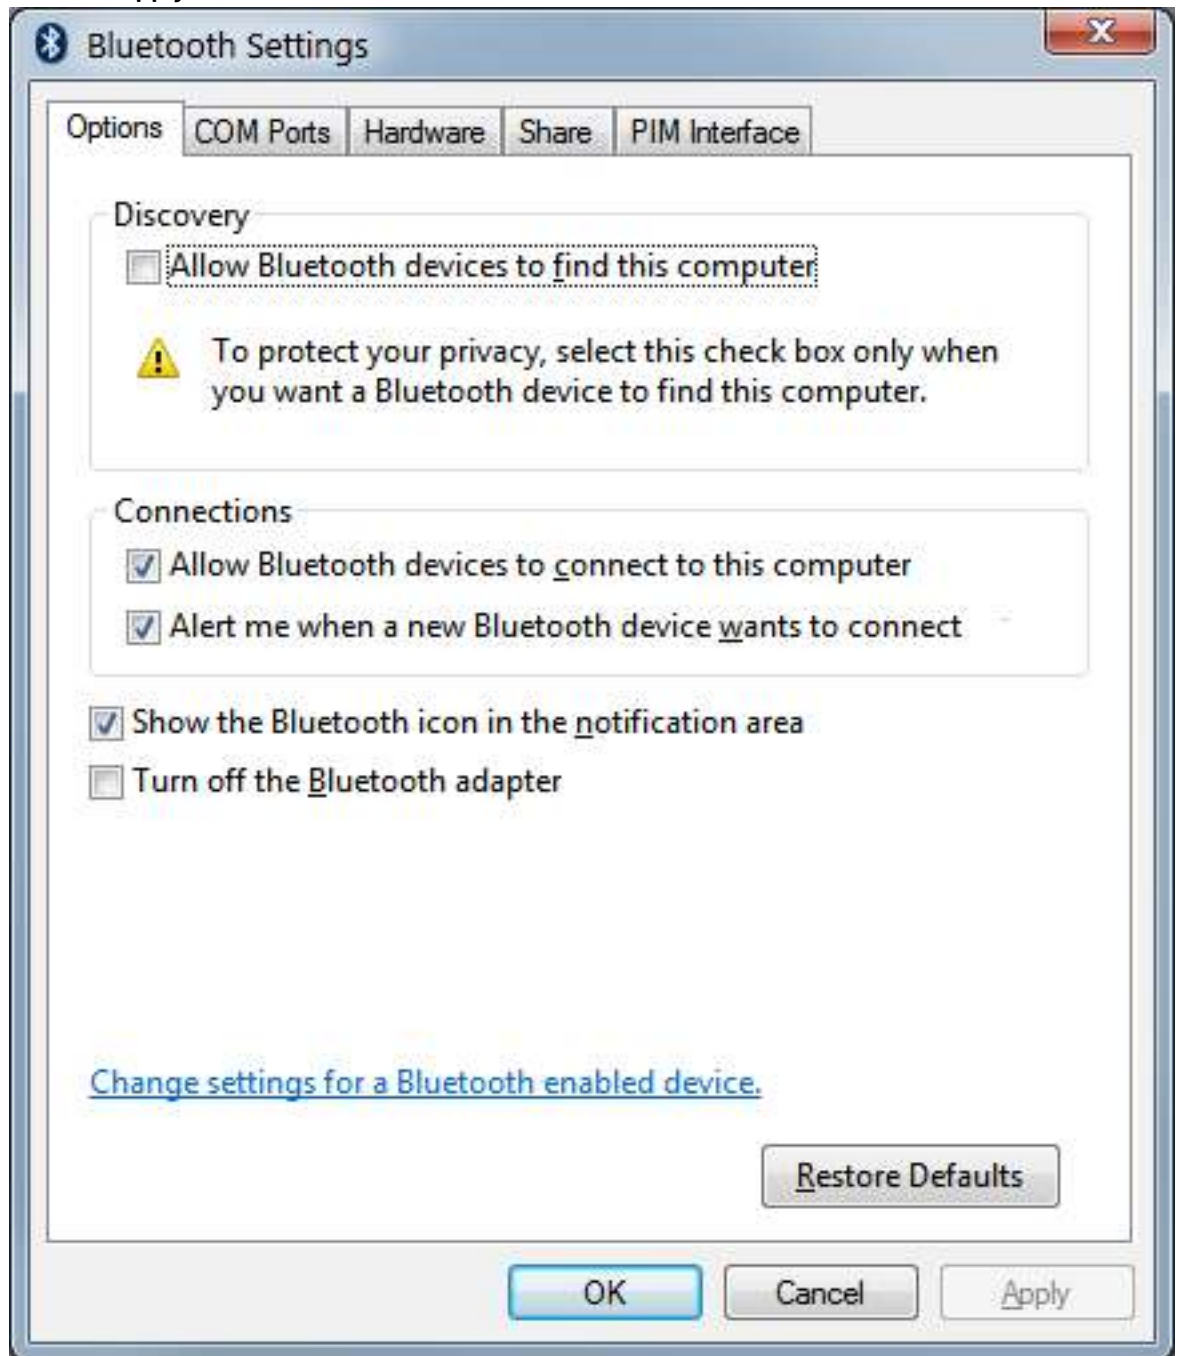 Bluetooth Settings
Options COM Ports Hardware Share PIM Interface
Discovery
Allow Bluetooth devices to find this computer
To protect your privacy, select this check box only when
you want a Bluetooth device to find this computer.
Connections
Allow Bluetooth devices to connect to this computer
Alert me when a new Bluetooth device wants to connect
Show the Bluetooth icon in the notification area
Turn off the Bluetooth adapter
Change settings for a Bluetooth enabled device.
Restore Defaults
OK Cancel Apply